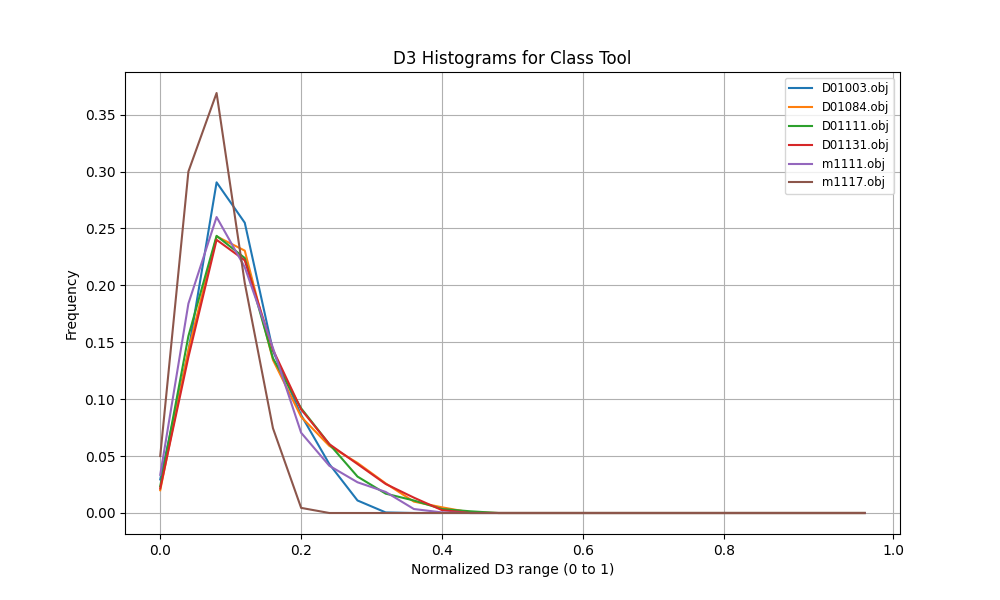 D3 Histograms for Class Tool
D01003.obj
D01084.obj
D01111.obj
D01131.obj
m1111.obj
m1117.obj
Frequency
0.35
0.30
0.25
0.20
0.15
0.10
0.05
0.00
0.0 0.2 0.4 0.6 0.8 1.0
Normalized D3 range (0 to 1)